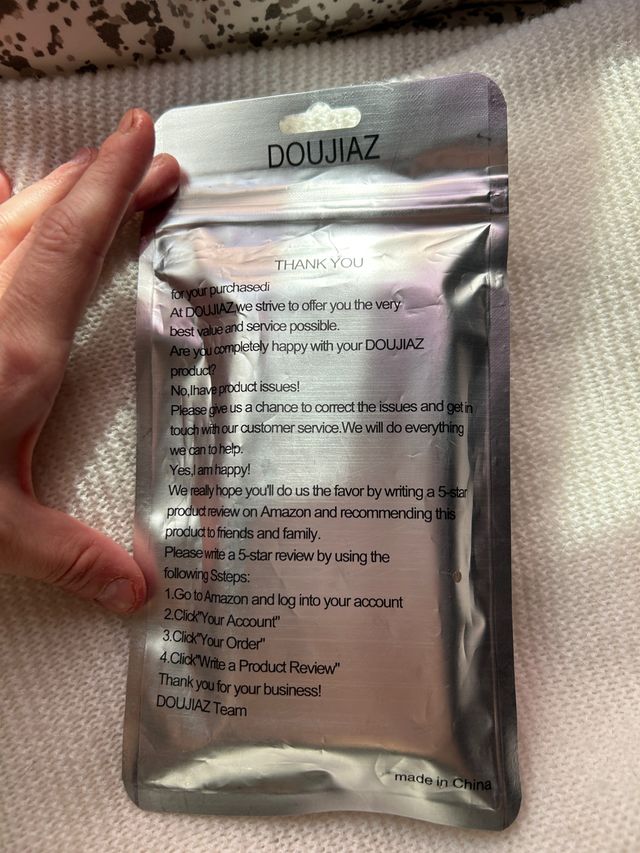 DOUJIAZ
THANK YOU
for your purchasedi
At DOUJIAZ,we strive to offer you the very
best value and service possible.
Are you completely happy with your DOUJIAZ
product?
No,Ihave product issues!
Please give us a chance to correct the issues and get in
touch with our customer service.We will do everything
we can to help.
Yes,I am happy!
We really hope you'll do us the favor by writing a 5-star
product review on Amazon and recommending this
product to friends and family.
Please write a 5-star review by using the
following Ssteps:
1.Go to Amazon and log into your account
2.Click"Your Account"
3.Click"Your Order"
4.Click"Write a Product Review"
Thank you for your business!
DOUJIAZ Team
made in China